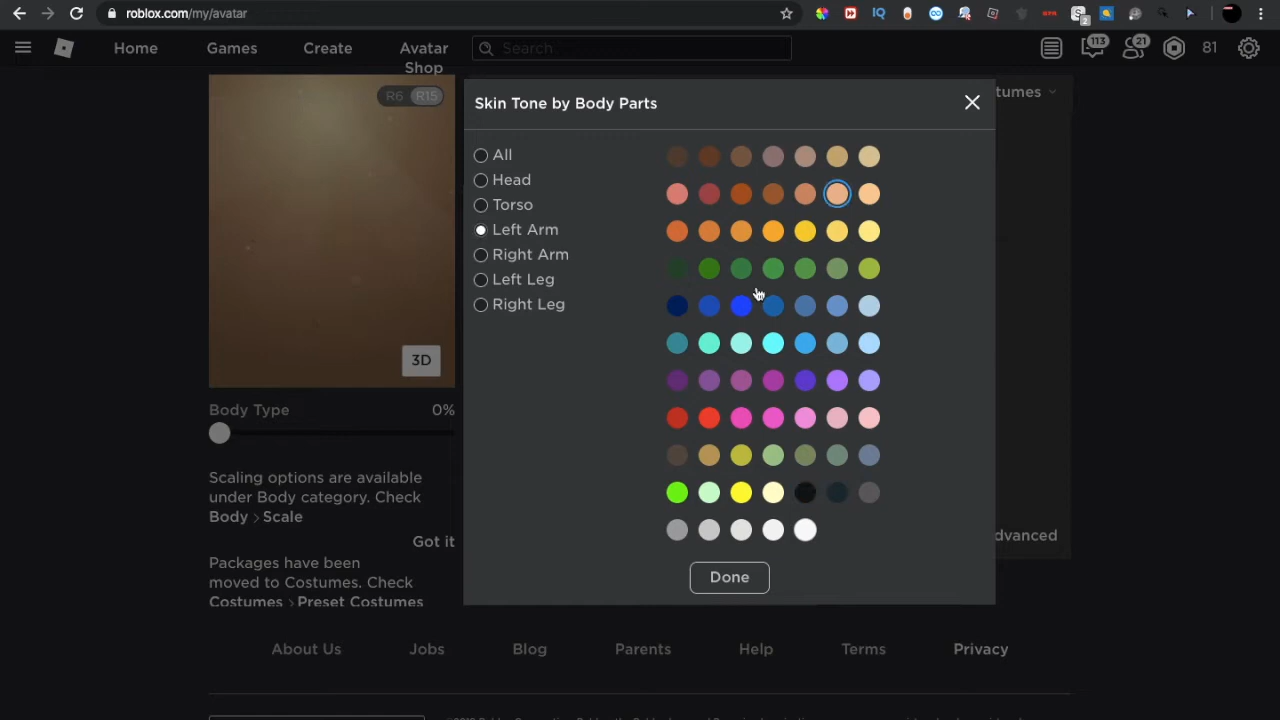 roblox.com/my/avatar
2
Home
Games
Create
Avatar Shop
Search
113
21
81
R6
R15
Skin Tone by Body Parts
tumes
All
Head
Torso
Left Arm
Right Arm
Left Leg
Right Leg
3D
Body Type
0%
Scaling options are available
under Body category. Check
Body > Scale
Got it
dvanced
Packages have been
moved to Costumes. Check
Costumes > Preset Costumes
Done
About Us
Jobs
Blog
Parents
Help
Terms
Privacy